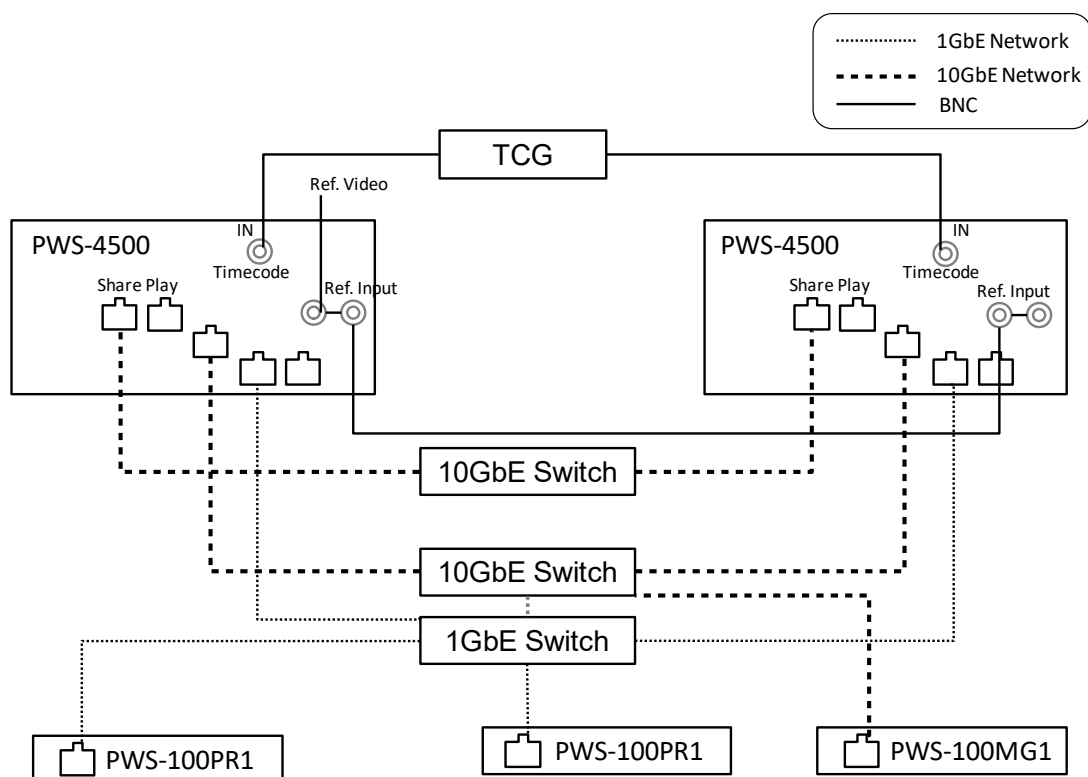 1GbE Network
10GbE Network
BNC
TCG
Ref. Video
PWS-4500
IN
Timecode
Share Play
Ref. Input
PWS-4500
IN
Timecode
Share Play
Ref. Input
10GbE Switch
10GbE Switch
1GbE Switch
PWS-100PR1
PWS-100PR1
PWS-100MG1